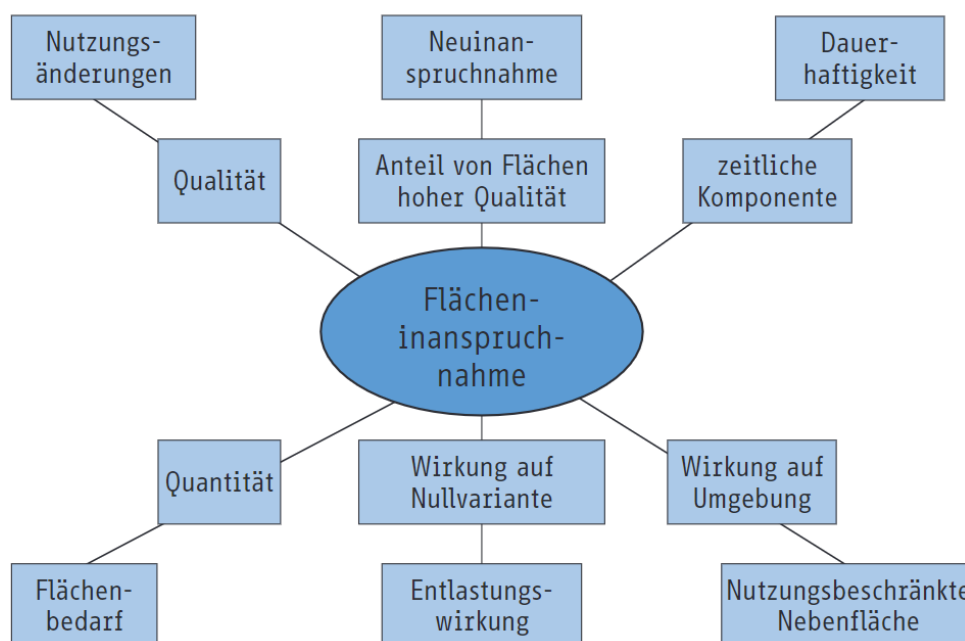 Nutzungs-
änderungen
Neuinan-
spruchnahme
Dauer-
haftigkeit
Qualität
Anteil von Flächen
hoher Qualität
zeitliche
Komponente
Flächen-
inanspruch-
nahme
Quantität
Wirkung auf
Nullvariante
Wirkung auf
Umgebung
Flächen-
bedarf
Entlastungs-
wirkung
Nutzungsbeschränkte
Nebenfläche